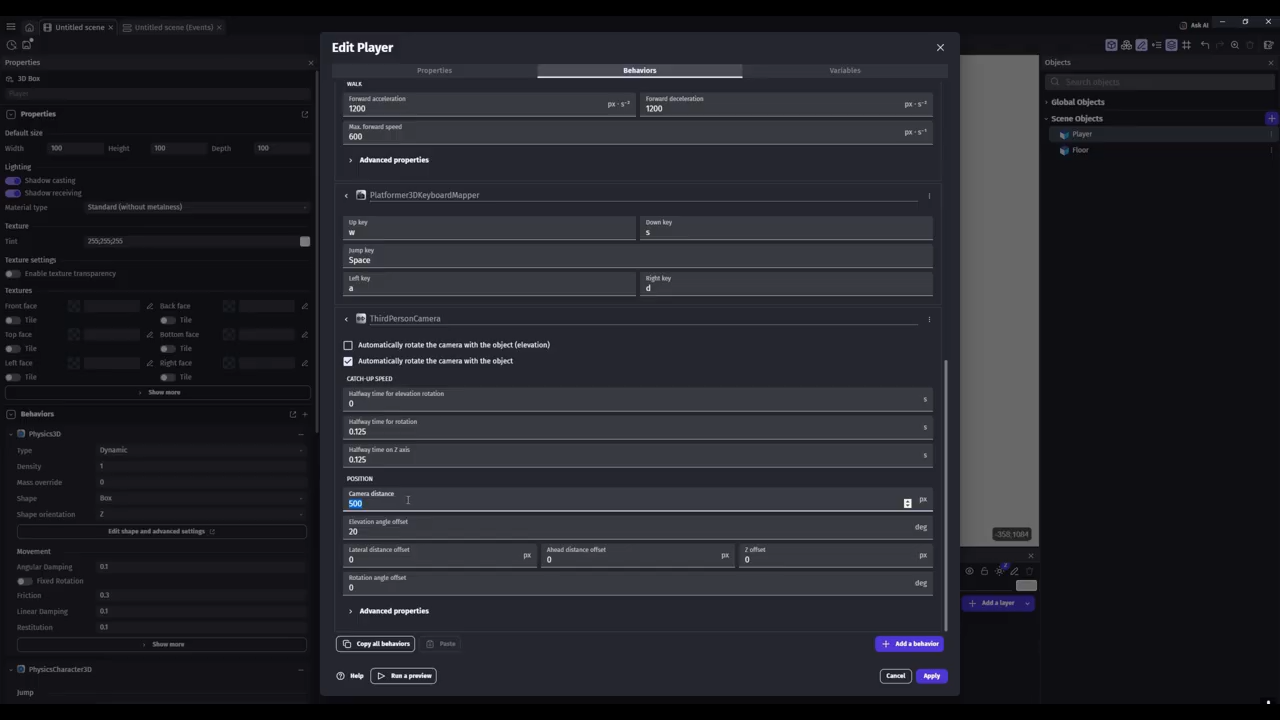 Untitled scene
Untitled scene (Events)
Ask AI
Properties
3D Box
Player
Properties
Default size
Width 100 Height 100 Depth 100
Lighting
Shadow casting
Shadow receiving
Material type Standard (without metalness)
Texture
Tint 255;255;255
Texture settings
Enable texture transparency
Textures
Front face Back face
Tile Tile
Top face Bottom face
Tile Tile
Left face Right face
Tile Tile
Show more
Behaviors
Physics3D
Type Dynamic
Density 1
Mass override 0
Shape Box
Shape orientation Z
Edit shape and advanced settings
Movement
Angular Damping 0.1
Fixed Rotation
Friction 0.3
Linear Damping 0.1
Restitution 0.1
Show more
PhysicsCharacter3D
Jump
Edit Player
Properties Behaviors Variables
WALK
Forward acceleration
1200 px · s⁻²
Forward deceleration
1200 px · s⁻²
Max. forward speed
600 px · s⁻¹
Advanced properties
Platformer3DKeyboardMapper
Up key
w
Down key
s
Jump key
Space
Left key
a
Right key
d
ThirdPersonCamera
Automatically rotate the camera with the object (elevation)
Automatically rotate the camera with the object
CATCH-UP SPEED
Halfway time for elevation rotation
0 s
Halfway time for rotation
0.125 s
Halfway time on Z axis
0.125 s
POSITION
Camera distance
500 px
Elevation angle offset
20 deg
Lateral distance offset
0 px
Ahead distance offset
0 px
Z offset
0 px
Rotation angle offset
0 deg
Advanced properties
Copy all behaviors
Paste
Add a behavior
Help
Run a preview
Cancel
Apply
Objects
Search objects
Global Objects
Scene Objects
Player
Floor
-358;1084
Add a layer